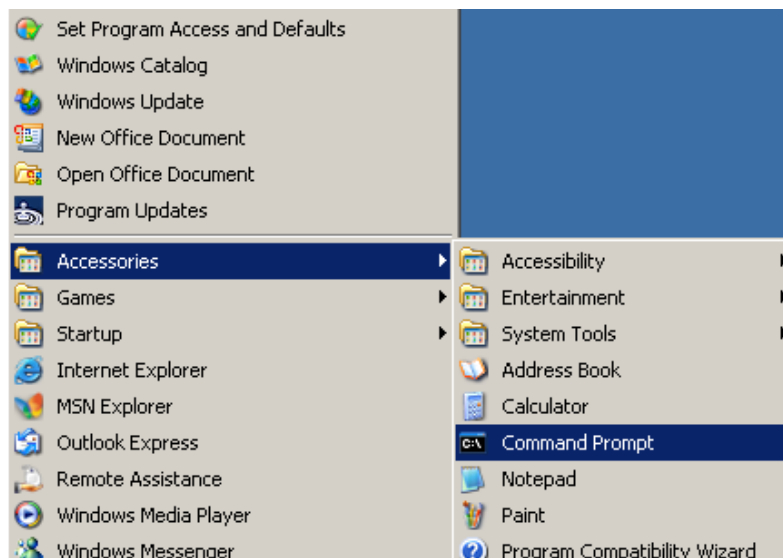 Set Program Access and Defaults
Windows Catalog
Windows Update
New Office Document
Open Office Document
Program Updates
Accessories
Games
Startup
Internet Explorer
MSN Explorer
Outlook Express
Remote Assistance
Windows Media Player
Windows Messenger
Accessibility
Entertainment
System Tools
Address Book
Calculator
C:\ Command Prompt
Notepad
Paint
Program Compatibility Wizard